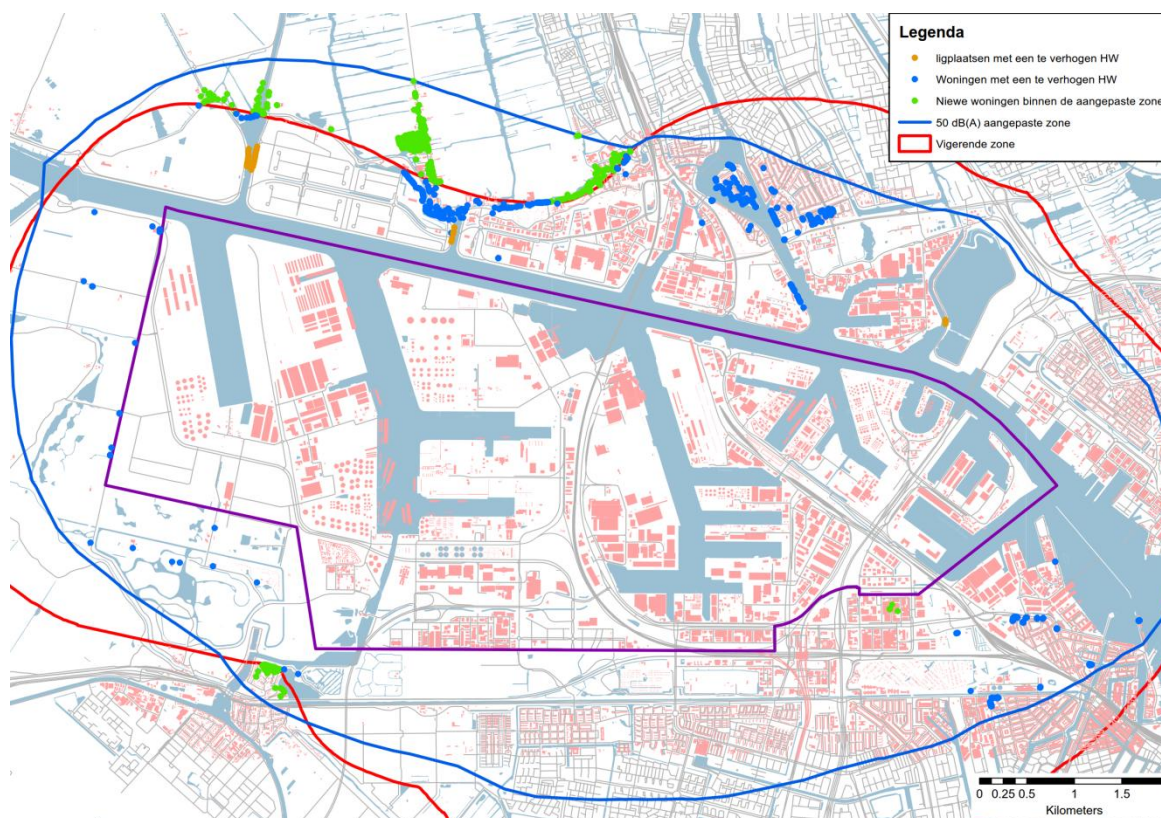 Legenda
ligplaatsen met een te verhogen HW
Woningen met een te verhogen HW
Niewe woningen binnen de aangepaste zone
50 dB(A) aangepaste zone
Vigerende zone
0 0.25 0.5 1 1.5
Kilometers